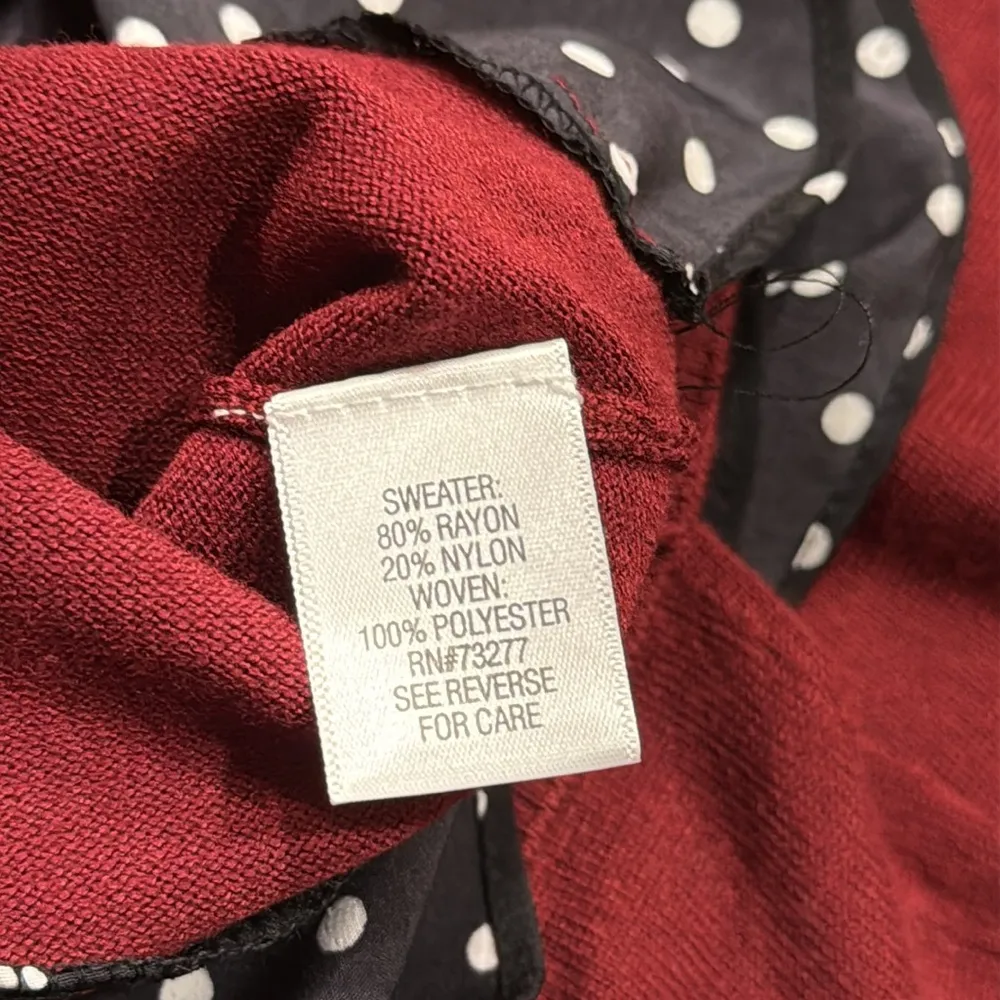 SWEATER:
80% RAYON
20% NYLON
WOVEN:
100% POLYESTER
RN#73277
SEE REVERSE
FOR CARE